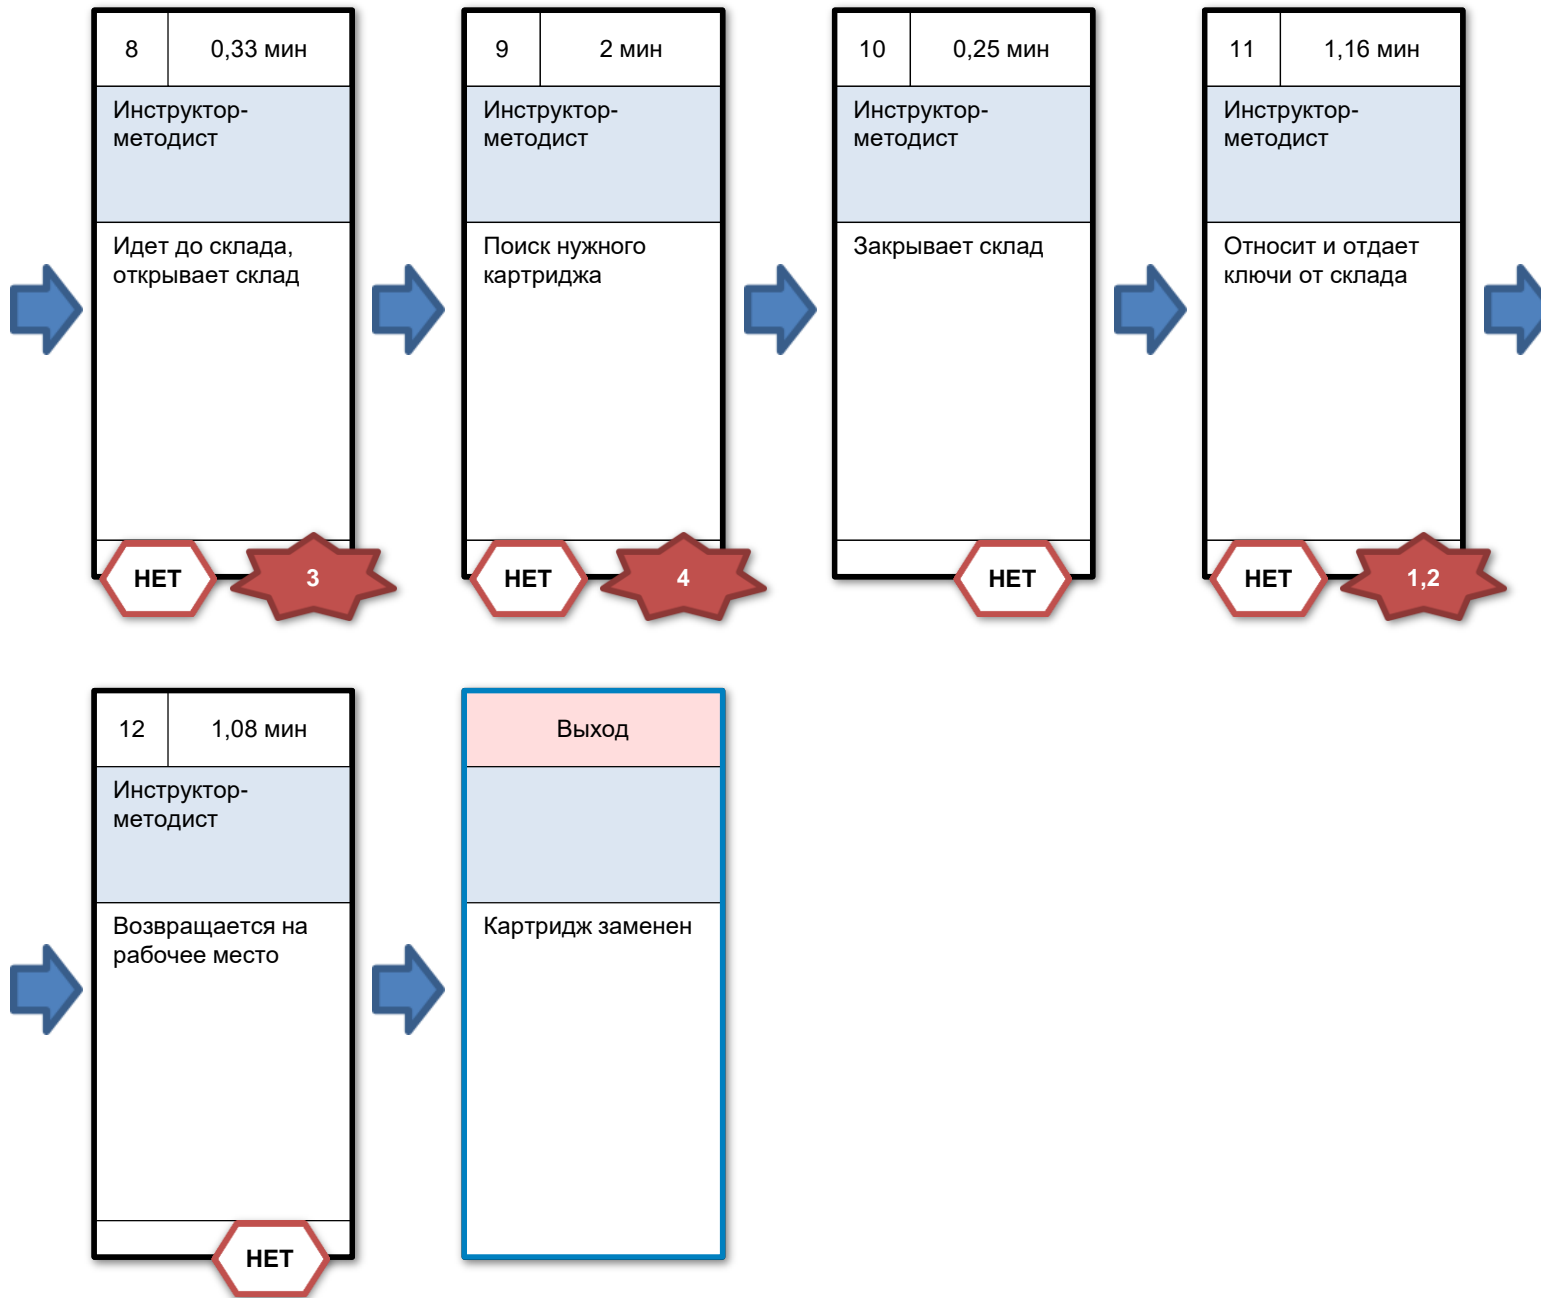 8 0,33 мин
Инструктор-
методист
Идет до склада,
открывает склад
НЕТ 3
9 2 мин
Инструктор-
методист
Поиск нужного
картриджа
НЕТ 4
10 0,25 мин
Инструктор-
методист
Закрывает склад
НЕТ
11 1,16 мин
Инструктор-
методист
Относит и отдает
ключи от склада
НЕТ 1,2
12 1,08 мин
Инструктор-
методист
Возвращается на
рабочее место
НЕТ
Выход
Картридж заменен